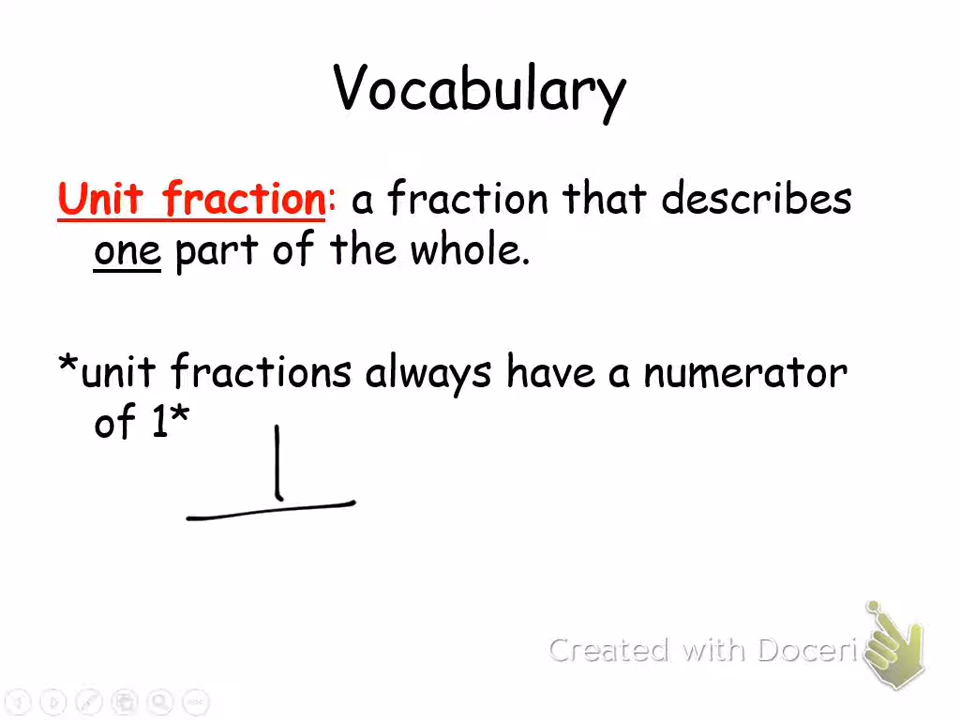 Vocabulary
Unit fraction: a fraction that describes
one part of the whole.
*unit fractions always have a numerator
of 1*
1
Created with Doceri